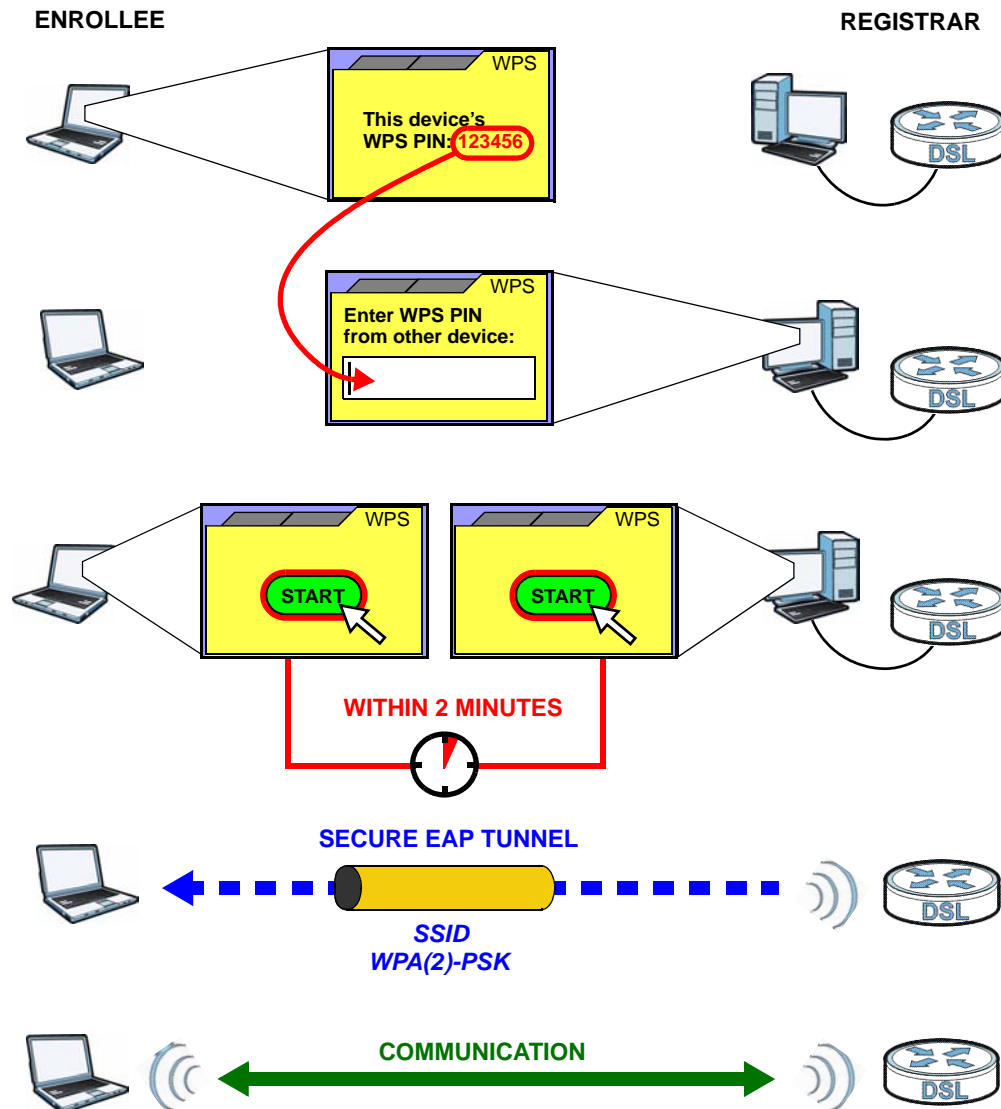 ENROLLEE
REGISTRAR
WPS
This device's
WPS PIN: 123456
DSL
WPS
Enter WPS PIN
from other device:
DSL
WPS
WPS
START
START
DSL
WITHIN 2 MINUTES
SECURE EAP TUNNEL
SSID
WPA(2)-PSK
DSL
COMMUNICATION
DSL